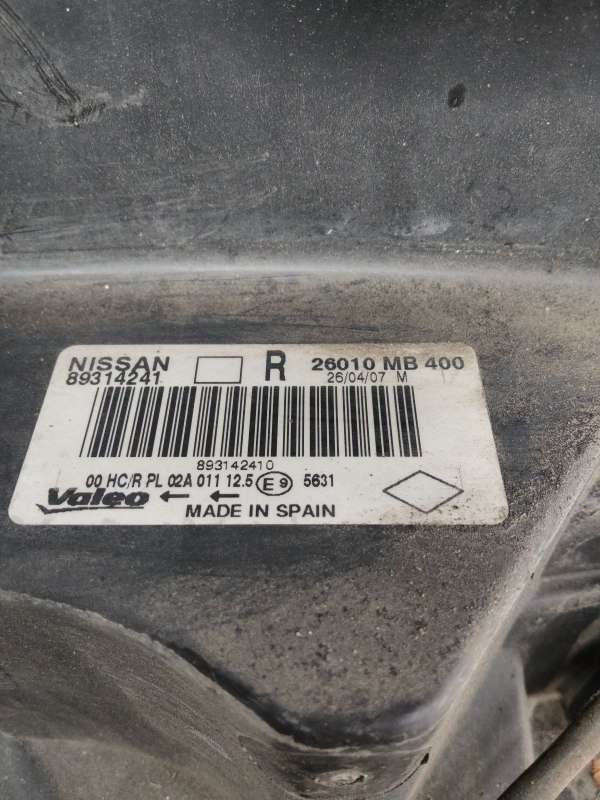 NISSAN R 26010 MB 400
89314241 26/04/07 M
893142410
00 HC/R PL 02A 011 12.5 E9 5631
Valeo ← ←
MADE IN SPAIN